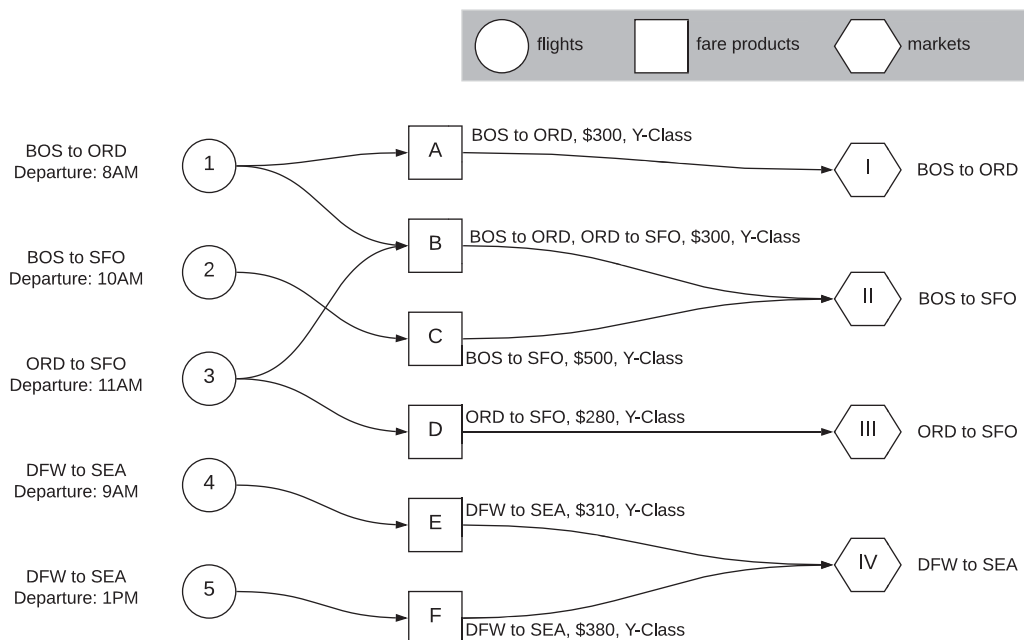 flights
fare products
markets
BOS to ORD
Departure: 8AM
1
A
BOS to ORD, $300, Y-Class
I
BOS to ORD
BOS to SFO
Departure: 10AM
2
B
BOS to ORD, ORD to SFO, $300, Y-Class
II
BOS to SFO
C
BOS to SFO, $500, Y-Class
ORD to SFO
Departure: 11AM
3
D
ORD to SFO, $280, Y-Class
III
ORD to SFO
DFW to SEA
Departure: 9AM
4
E
DFW to SEA, $310, Y-Class
IV
DFW to SEA
DFW to SEA
Departure: 1PM
5
F
DFW to SEA, $380, Y-Class